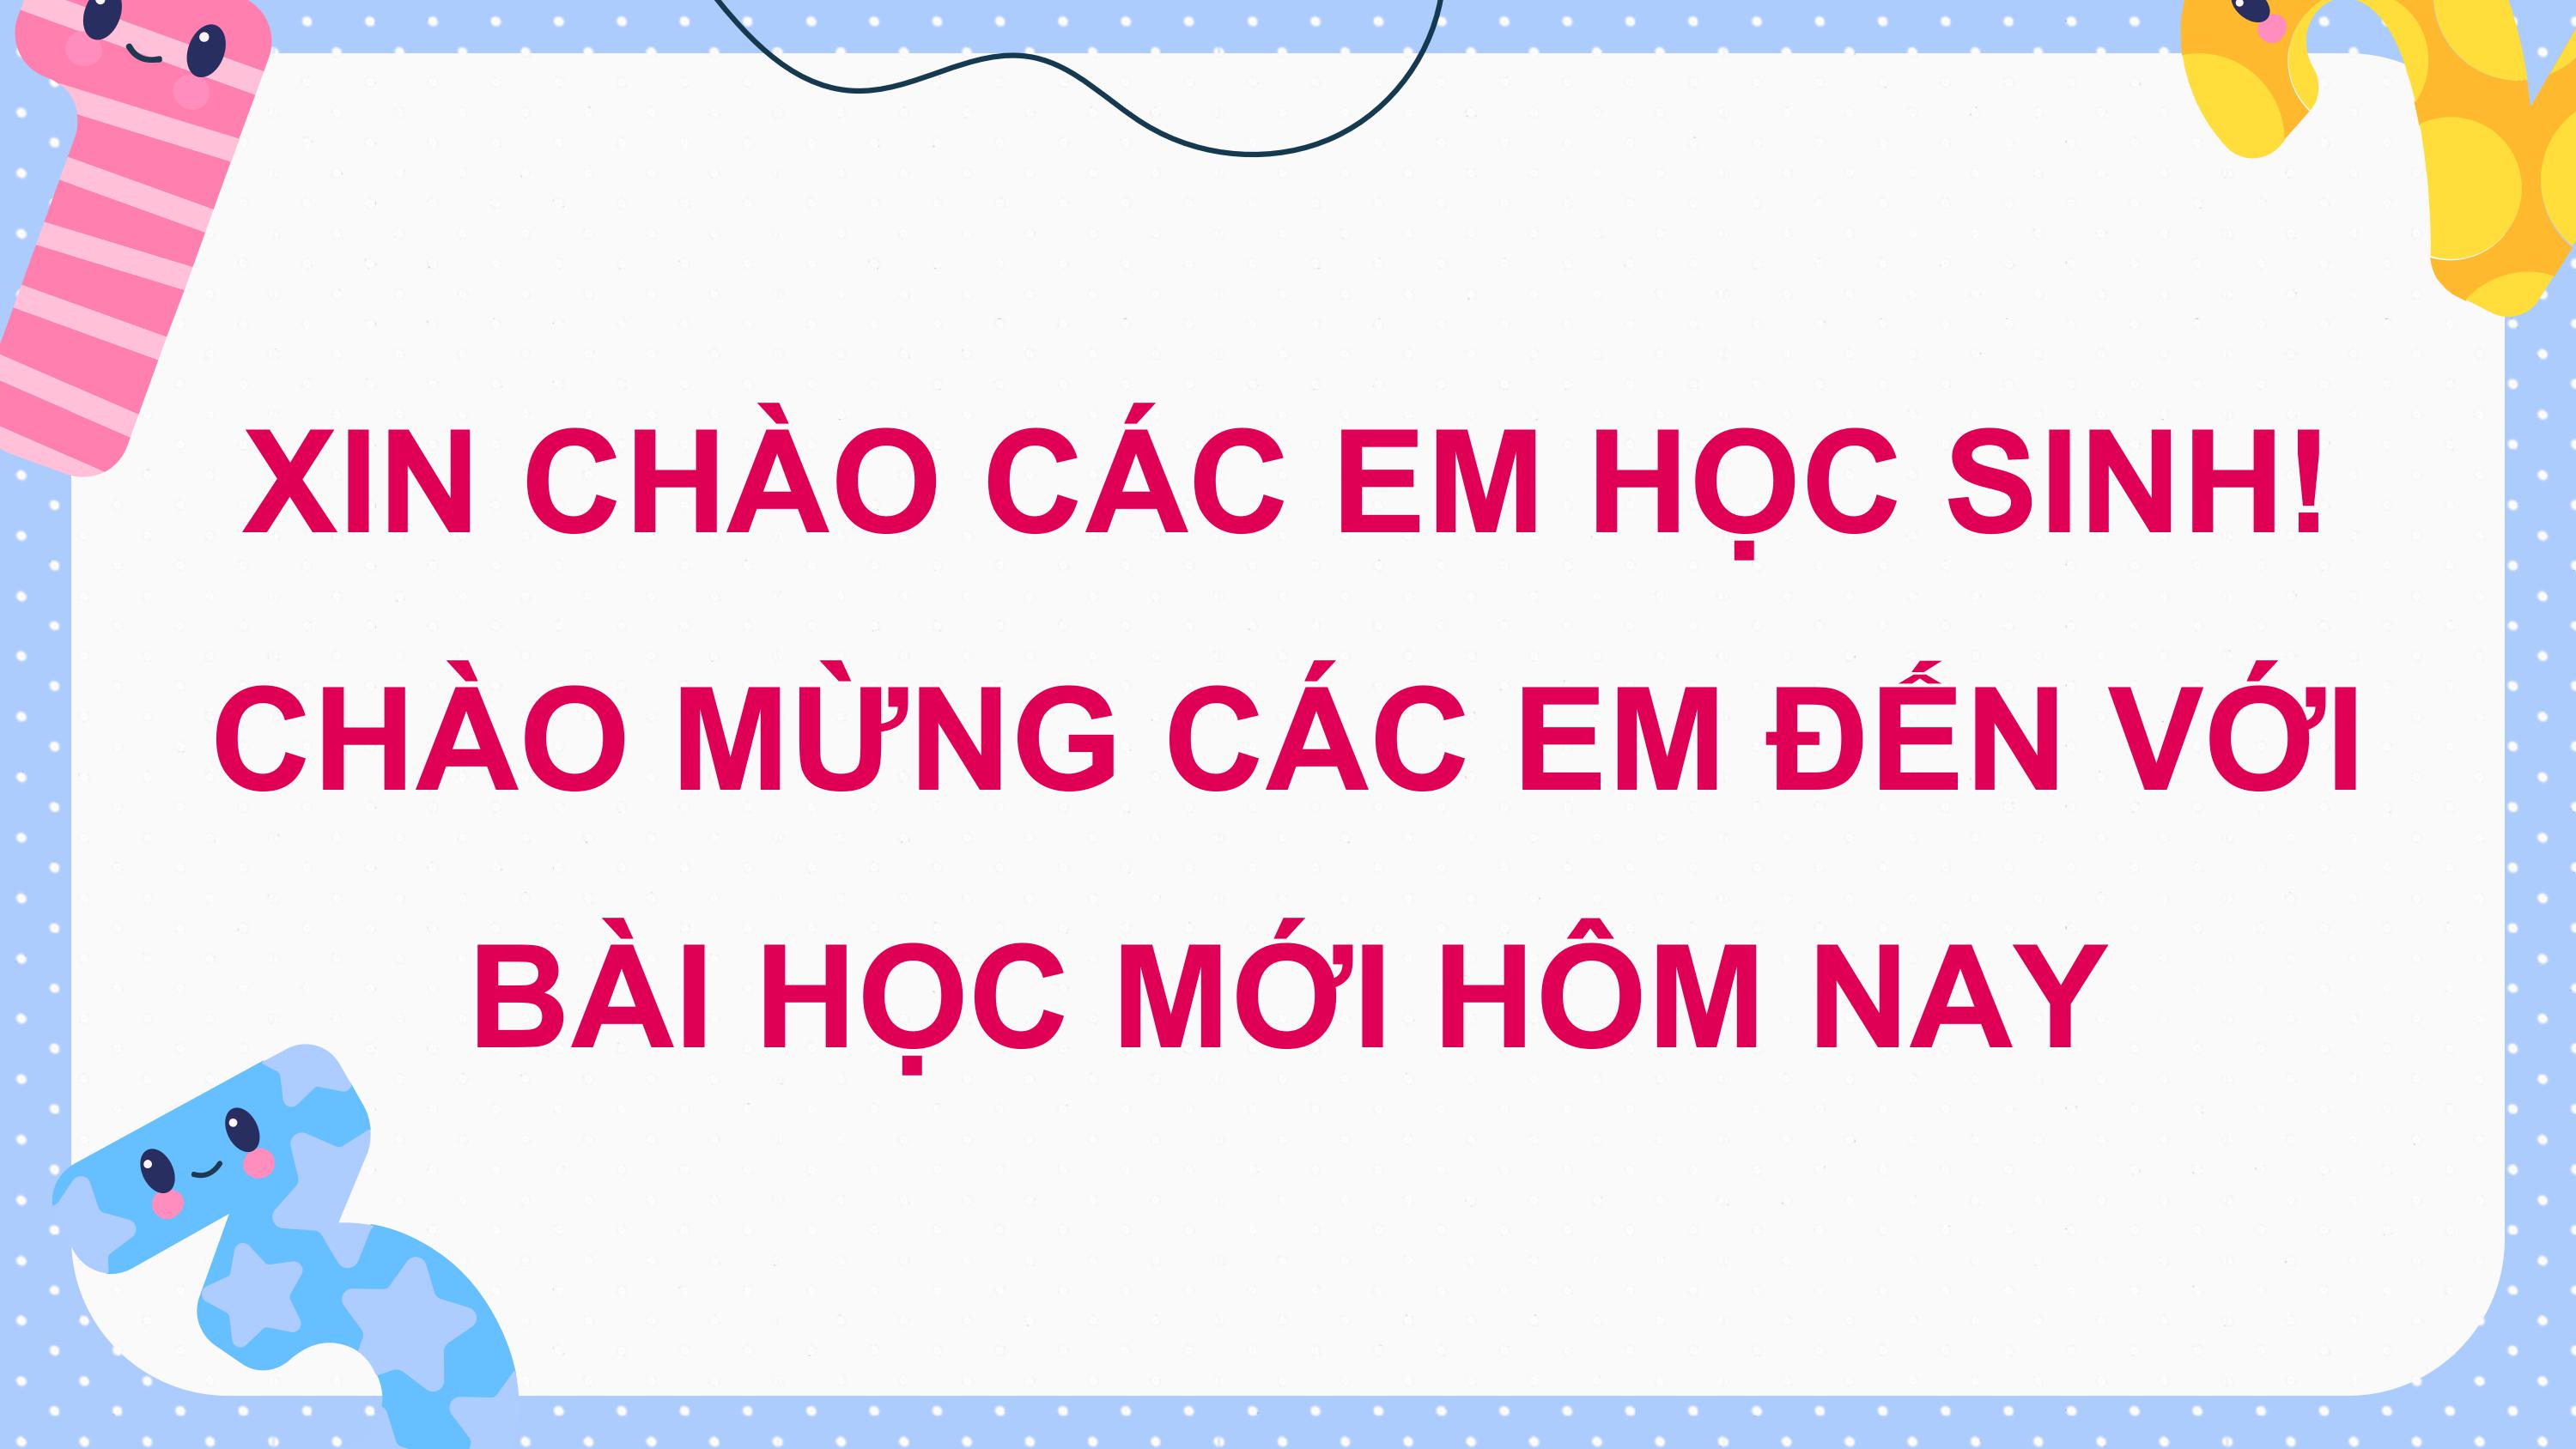 XIN CHÀO CÁC EM HỌC SINH!
CHÀO MỪNG CÁC EM ĐẾN VỚI
BÀI HỌC MỚI HÔM NAY